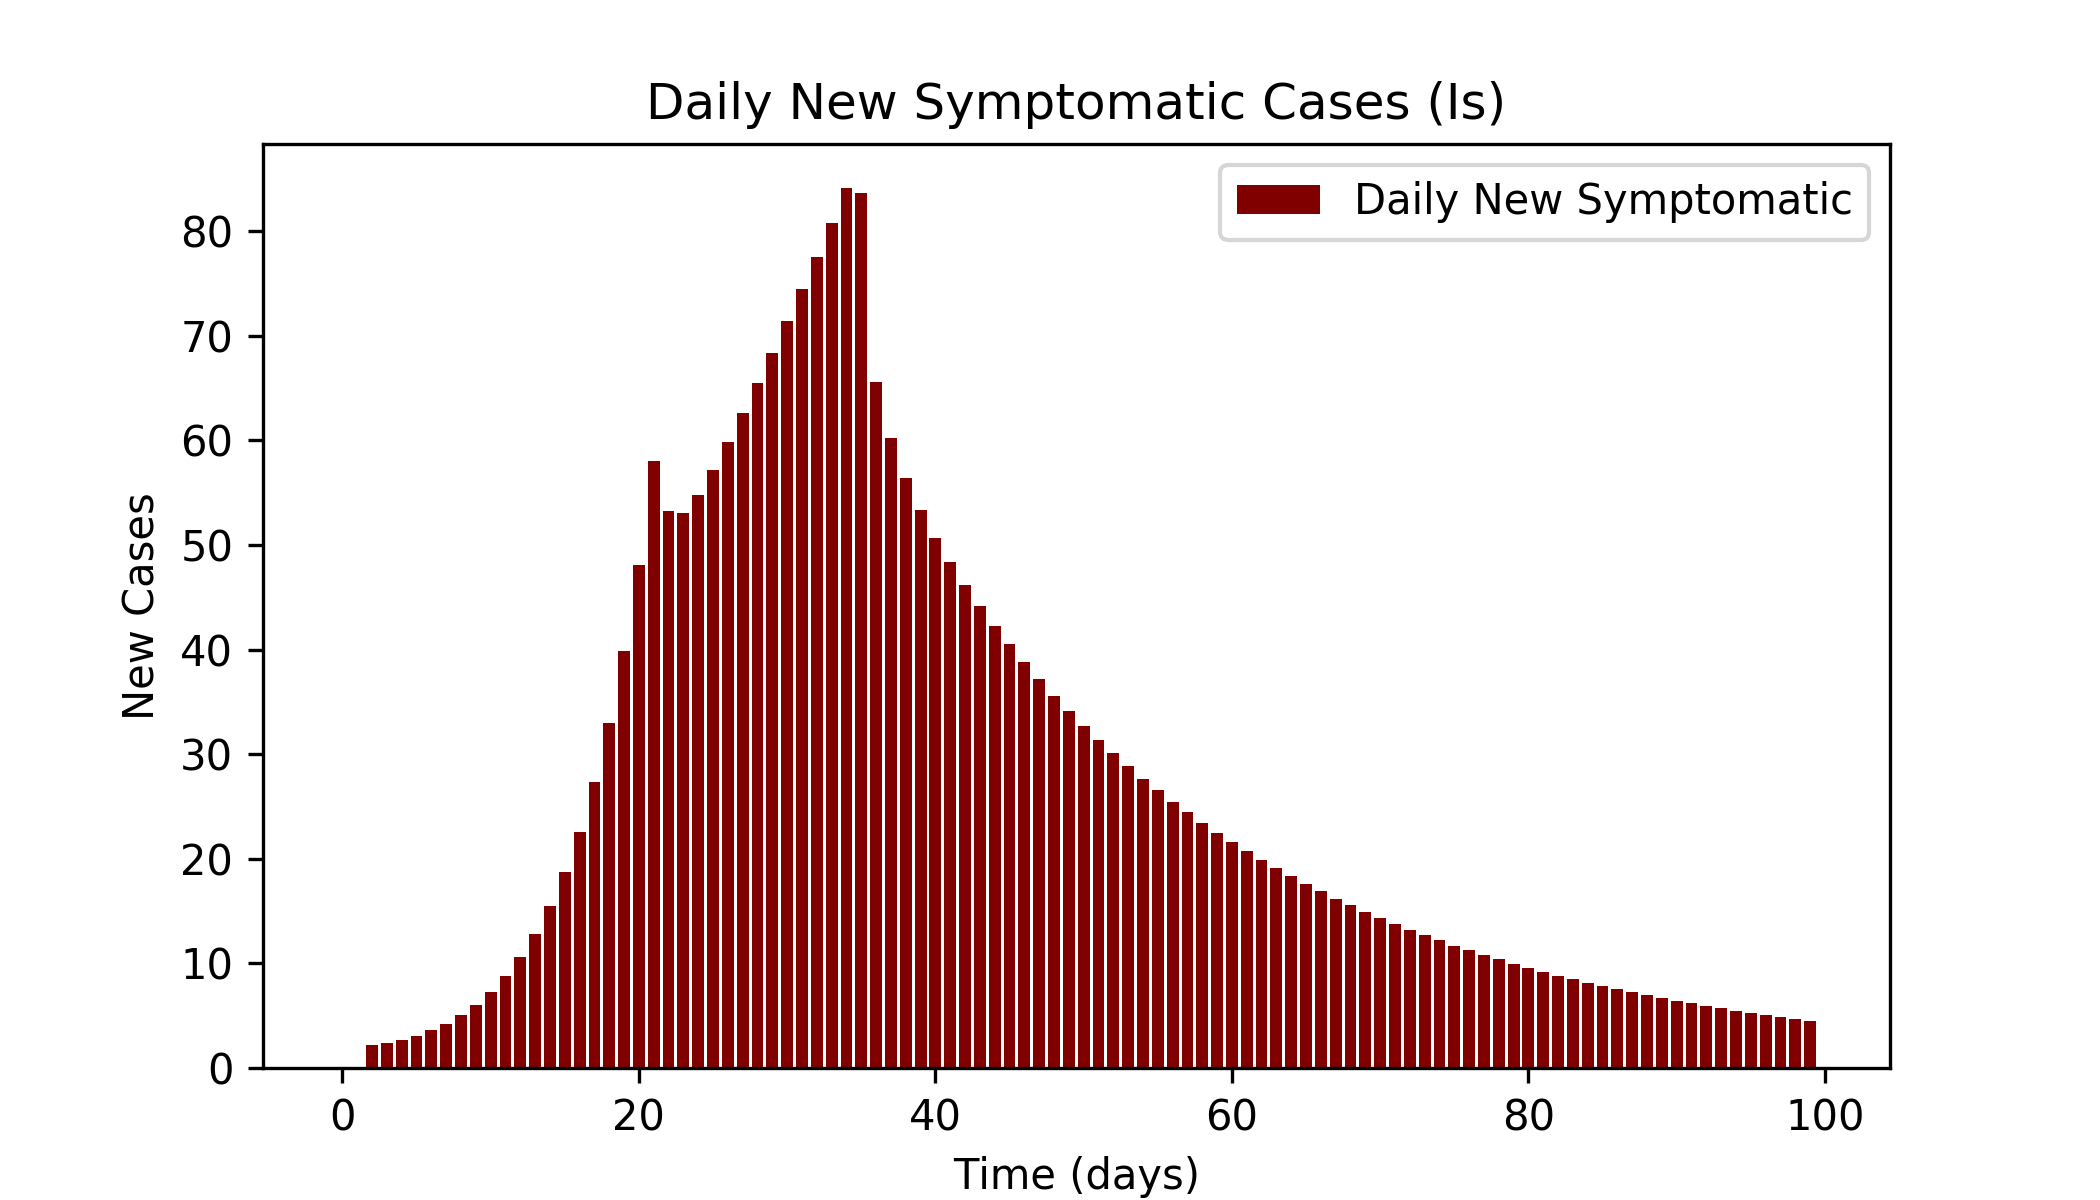 Daily New Symptomatic Cases (Is)
Daily New Symptomatic
80
70
60
50
40
30
20
10
0
New Cases
0 20 40 60 80 100
Time (days)